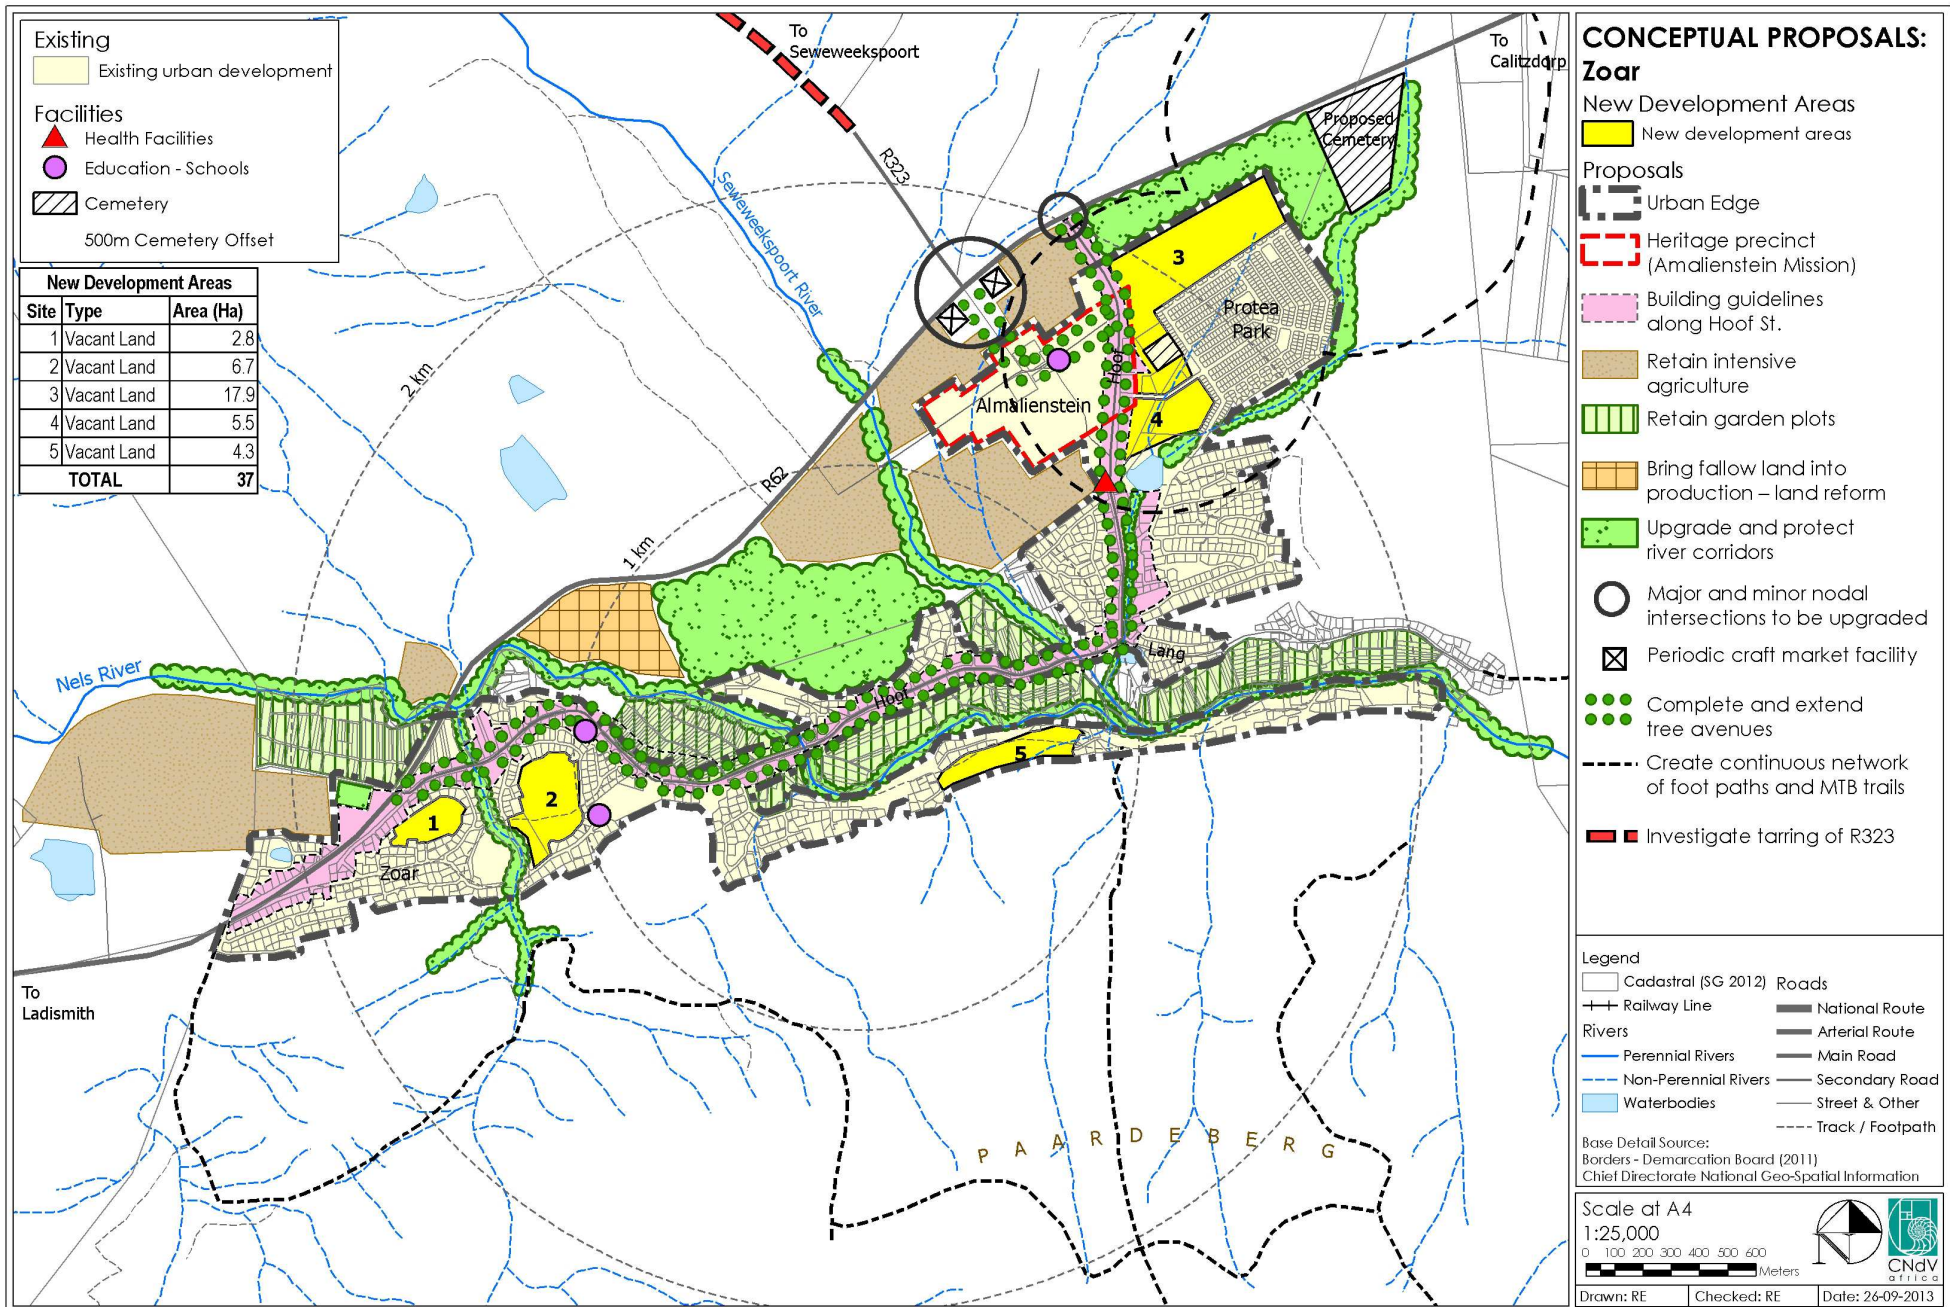 Existing
Existing urban development
Facilities
Health Facilities
Education - Schools
Cemetery
500m Cemetery Offset
New Development Areas
Site Type Area (Ha)
1 Vacant Land 2.8
2 Vacant Land 6.7
3 Vacant Land 17.9
4 Vacant Land 5.5
5 Vacant Land 4.3
TOTAL 37
To
Seweweekspoort
To
Calitzdorp
R323
Seweweekspoort River
Proposed
Cemetery
3
Protea
Park
2 km
Hoof
Almalienstein
4
R62
1 km
Nels River
Lang
Hoof
5
2
1
Zoar
To
Ladismith
PAARDEBERG
CONCEPTUAL PROPOSALS:
Zoar
New Development Areas
New development areas
Proposals
Urban Edge
Heritage precinct
(Amalienstein Mission)
Building guidelines
along Hoof St.
Retain intensive
agriculture
Retain garden plots
Bring fallow land into
production – land reform
Upgrade and protect
river corridors
Major and minor nodal
intersections to be upgraded
Periodic craft market facility
Complete and extend
tree avenues
Create continuous network
of foot paths and MTB trails
Investigate tarring of R323
Legend
Cadastral (SG 2012)
Railway Line
Rivers
Perennial Rivers
Non-Perennial Rivers
Waterbodies
Roads
National Route
Arterial Route
Main Road
Secondary Road
Street & Other
Track / Footpath
Base Detail Source:
Borders - Demarcation Board (2011)
Chief Directorate National Geo-Spatial Information
Scale at A4
1:25,000
0 100 200 300 400 500 600
Meters
CNdV
africa
Drawn: RE Checked: RE Date: 26-09-2013